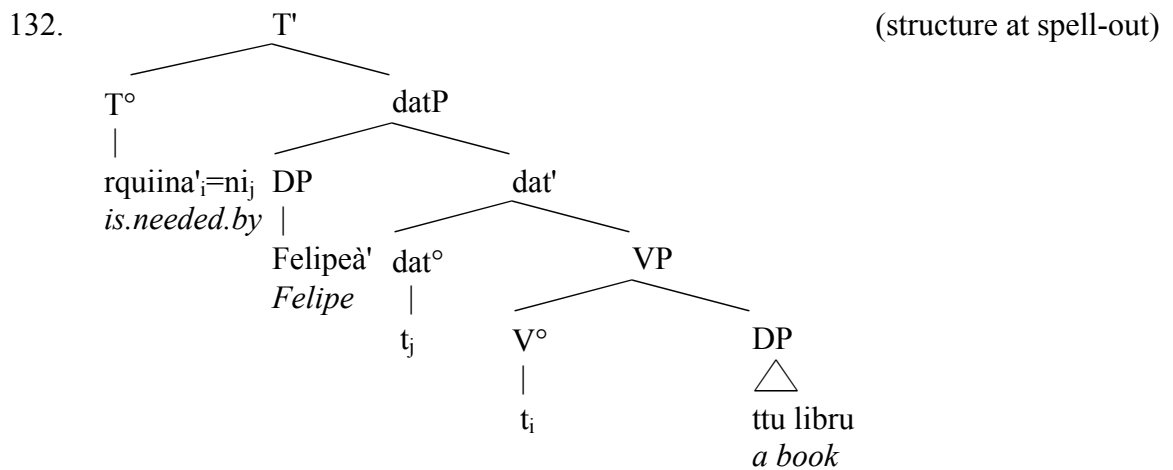 132. T' (structure at spell-out)
T° datP
rquiina'ᵢ=niⱼ DP dat'
is.needed.by
Felipeà' dat° VP
Felipe
tⱼ V° DP
tᵢ ttu libru
a book